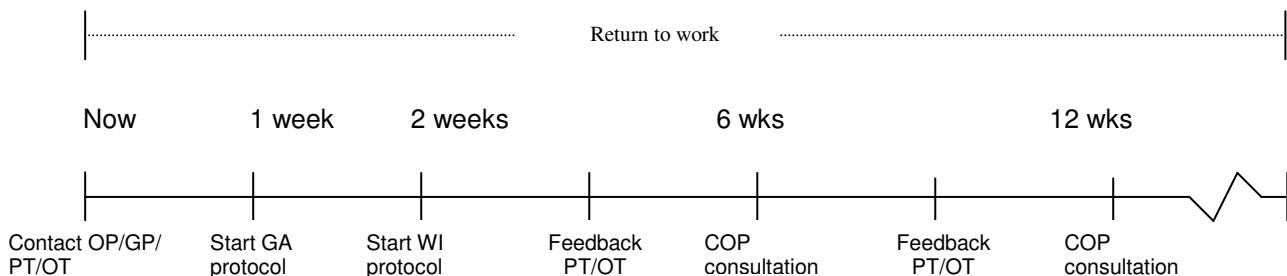 Return to work
Now 1 week 2 weeks 6 wks 12 wks
Contact OP/GP/ Start GA Start WI Feedback COP Feedback COP
PT/OT protocol protocol PT/OT consultation PT/OT consultation